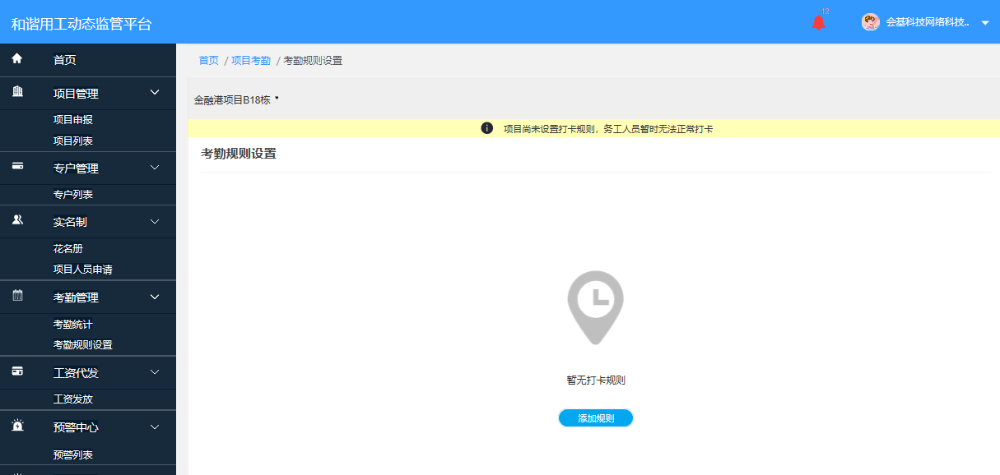 和谐用工动态监管平台
12
会基科技网络科技..
首页
项目管理
项目申报
项目列表
专户管理
专户列表
实名制
花名册
项目人员申请
考勤管理
考勤统计
考勤规则设置
工资代发
工资发放
预警中心
预警列表
首页 / 项目考勤 / 考勤规则设置
金融港项目B18栋
项目尚未设置打卡规则，务工人员暂时无法正常打卡
考勤规则设置
暂无打卡规则
添加规则